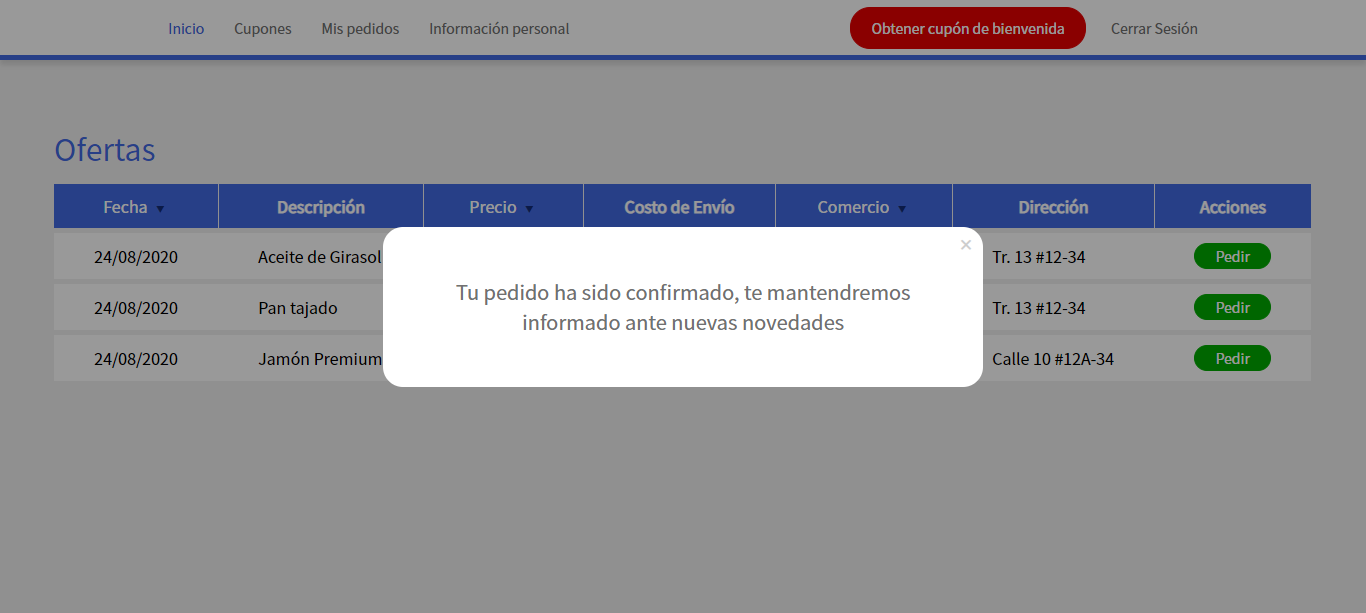 Inicio Cupones Mis pedidos Información personal Obtener cupón de bienvenida Cerrar Sesión
Ofertas
Fecha ▼ Descripción Precio ▼ Costo de Envío Comercio ▼ Dirección Acciones
24/08/2020 Aceite de Girasol Tr. 13 #12-34 Pedir
24/08/2020 Pan tajado Tr. 13 #12-34 Pedir
24/08/2020 Jamón Premium Calle 10 #12A-34 Pedir
×
Tu pedido ha sido confirmado, te mantendremos
informado ante nuevas novedades